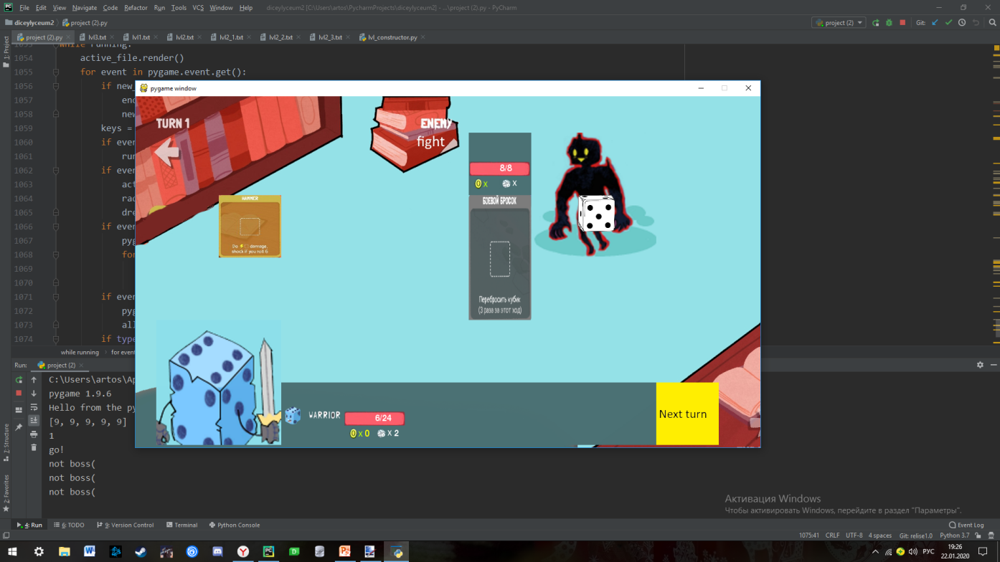 File Edit View Navigate Code Refactor Run Tools VCS Window Help diceylyceum2 [C:\Users\artos\PycharmProjects\diceylyceum2] - ...\project (2).py - PyCharm
diceylyceum2 project (2).py project (2) Git:
project (2).py lvl3.txt lvl1.txt lvl2.txt lvl2_1.txt lvl2_2.txt lvl2_3.txt lvl_constructor.py
1: Project
while running:
1054 active_file.render()
1055 for event in pygame.event.get():
1056 if new_
1057 end
1058 new
1059 keys =
1060 if eve
1061 run
1062 if eve
1063 act
1064 rad
1065 dre
1066 if eve
1067 pyg
1068 for
1069
1070
1071 if eve
1072 pyg
1073 all
1074 if type
while running for event
pygame window
TURN 1
ENEMY
fight
8/8
x x
HAMMER
Do damage,
shock if you roll 6
БОЕВОЙ БРОСОК
Перебросить кубик
(3 раза за этот ход)
WARRIOR 6/24
x 0 x 2
Next turn
Run: project (2)
C:\Users\artos\Ap
pygame 1.9.6
Hello from the py
[9, 9, 9, 9, 9]
1
go!
not boss(
not boss(
not boss(
7: Structure
2: Favorites
Активация Windows
Чтобы активировать Windows, перейдите в раздел "Параметры".
4: Run 6: TODO 9: Version Control Terminal Python Console Event Log
1075:41 CRLF UTF-8 4 spaces Git: relise1.0 Python 3.7
РУС 19:26
22.01.2020